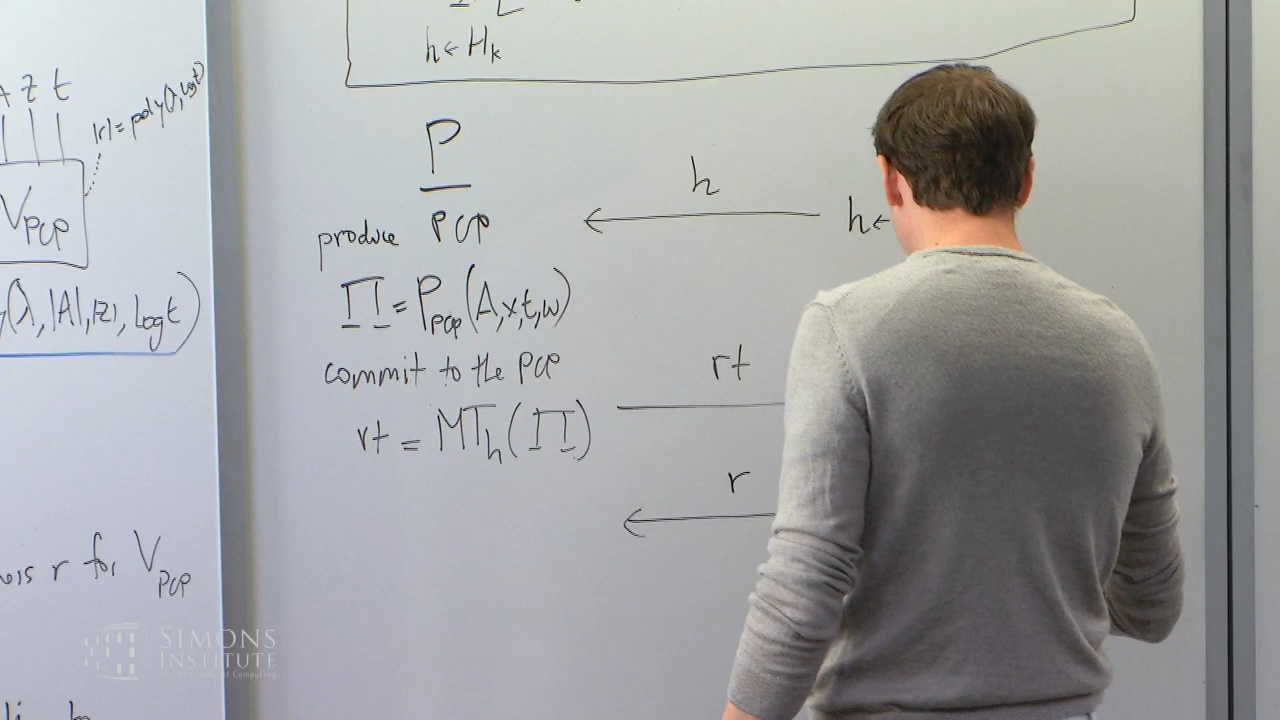 h ← H_k
z t
|r| = poly(λ, log t)
V_PCP
(λ, |A|, |z|, log t)
r for V_PCP
P
produce PCP
Π = P_PCP(A,x,t,w)
commit to the PCP
rt = MT_h(Π)
h
h ←
rt
r
SIMONS
INSTITUTE